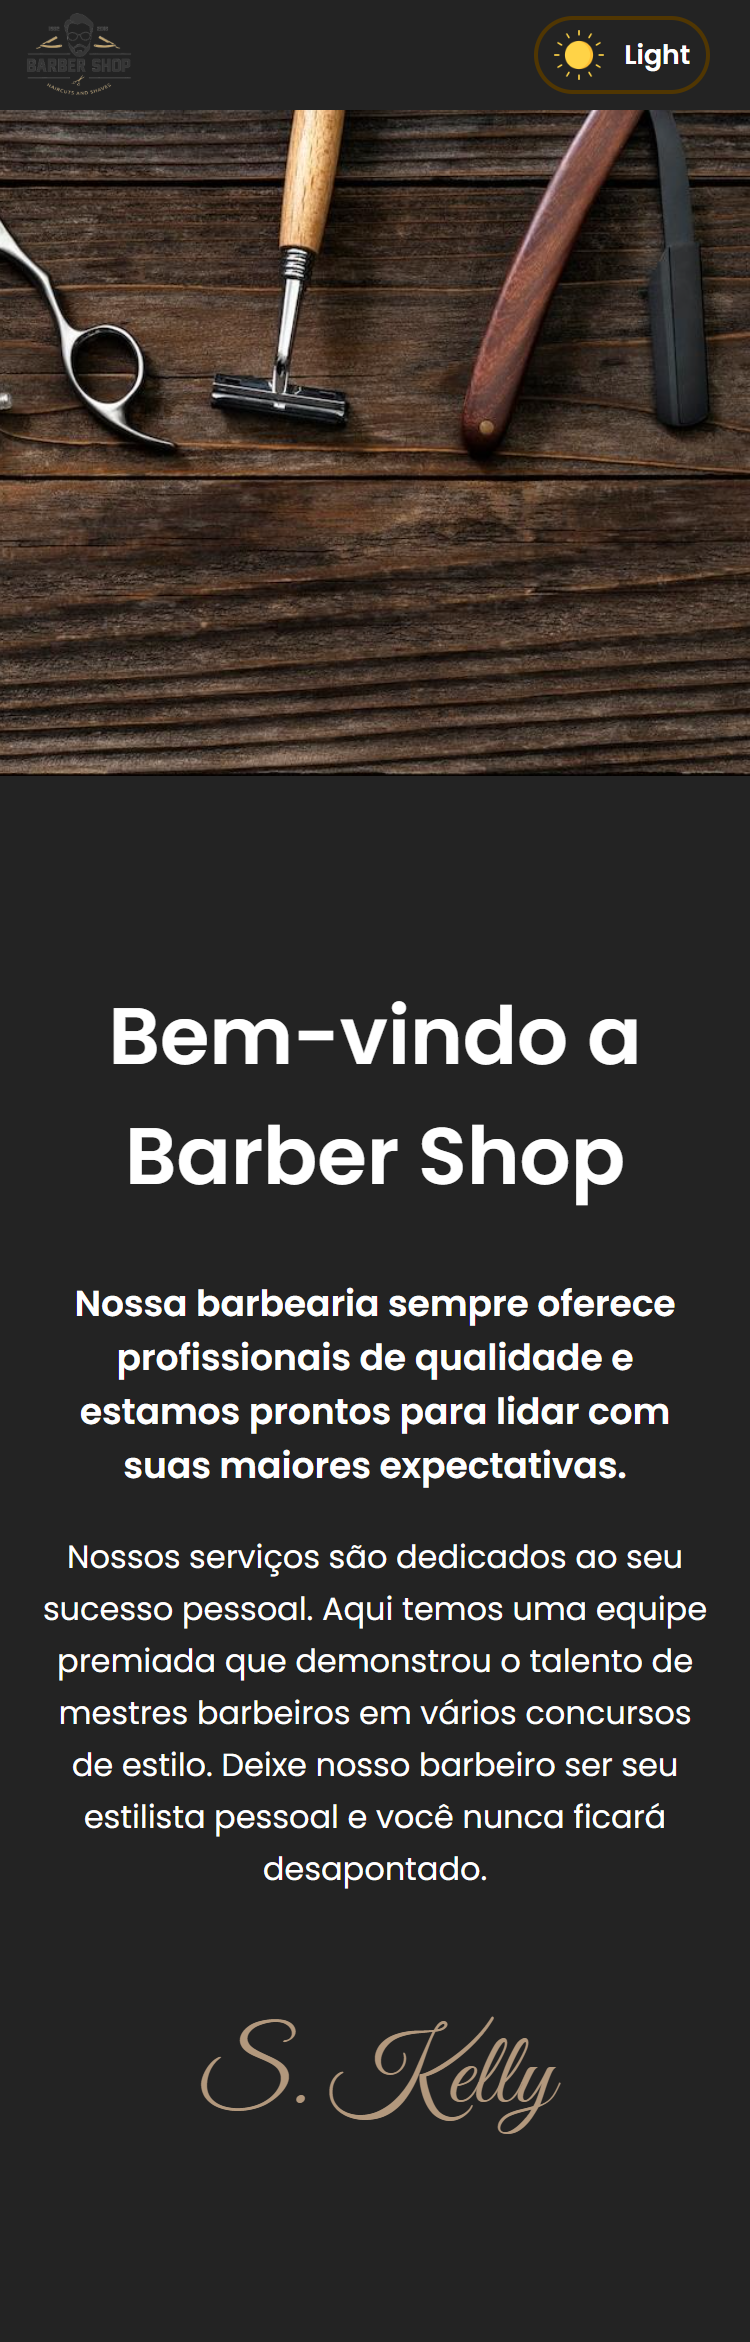 BARBER SHOP
HAIRCUTS AND SHAVES
Light
Bem-vindo a
Barber Shop
Nossa barbearia sempre oferece
profissionais de qualidade e
estamos prontos para lidar com
suas maiores expectativas.
Nossos serviços são dedicados ao seu
sucesso pessoal. Aqui temos uma equipe
premiada que demonstrou o talento de
mestres barbeiros em vários concursos
de estilo. Deixe nosso barbeiro ser seu
estilista pessoal e você nunca ficará
desapontado.
S. Kelly